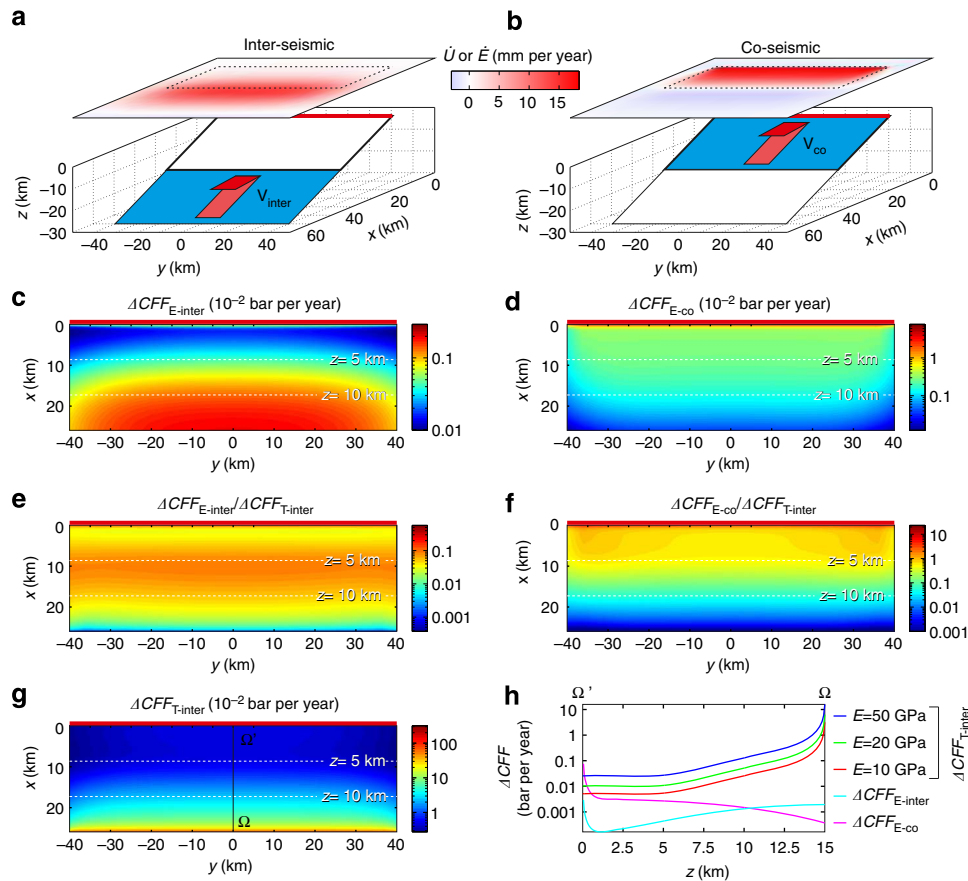 a
b
Inter-seismic
U̇ or Ė (mm per year)
Co-seismic
0 5 10 15
V_inter
V_co
z (km)
0
−10
−20
−30
−40 −20 0 20 40
y (km)
60
40
20
0
x (km)
z (km)
0
−10
−20
−30
−40 −20 0 20 40
y (km)
60
40
20
0
x (km)
c
ΔCFF_E-inter (10⁻² bar per year)
x (km)
0
10
20
z= 5 km
z= 10 km
−40 −30 −20 −10 0 10 20 30 40
y (km)
0.1
0.01
d
ΔCFF_E-co (10⁻² bar per year)
x (km)
0
10
20
z= 5 km
z= 10 km
−40 −30 −20 −10 0 10 20 30 40
y (km)
1
0.1
e
ΔCFF_E-inter/ΔCFF_T-inter
x (km)
0
10
20
z= 5 km
z= 10 km
−40 −30 −20 −10 0 10 20 30 40
y (km)
0.1
0.01
0.001
f
ΔCFF_E-co/ΔCFF_T-inter
x (km)
0
10
20
z= 5 km
z= 10 km
−40 −30 −20 −10 0 10 20 30 40
y (km)
10
1
0.1
0.01
0.001
g
ΔCFF_T-inter (10⁻² bar per year)
x (km)
0
10
20
Ω'
z= 5 km
z= 10 km
Ω
−40 −30 −20 −10 0 10 20 30 40
y (km)
100
10
1
h
Ω'
Ω
ΔCFF
(bar per year)
10
1
0.1
0.01
0.001
0 2.5 5 7.5 10 12.5 15
z (km)
E=50 GPa
E=20 GPa
E=10 GPa
ΔCFF_T-inter
ΔCFF_E-inter
ΔCFF_E-co